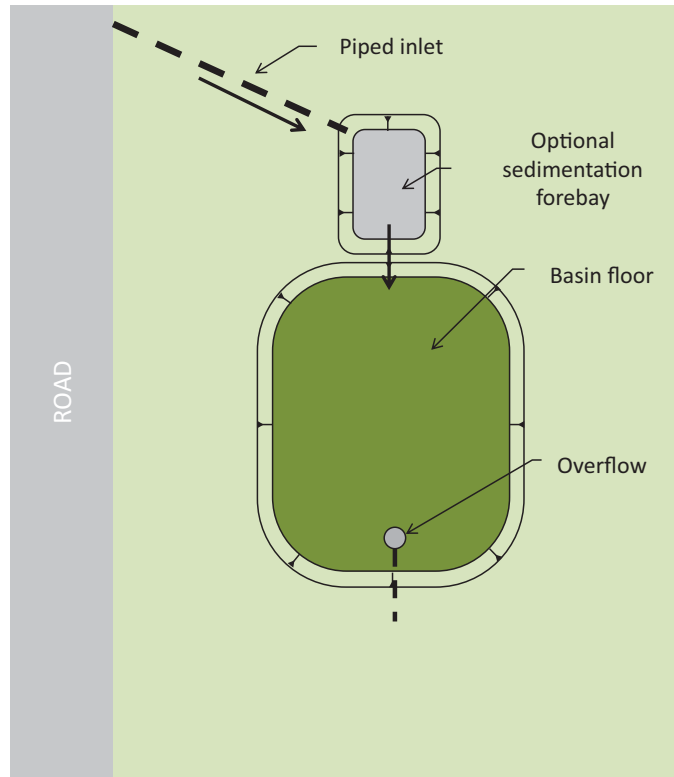 Piped inlet
Optional
sedimentation
forebay
Basin floor
ROAD
Overflow